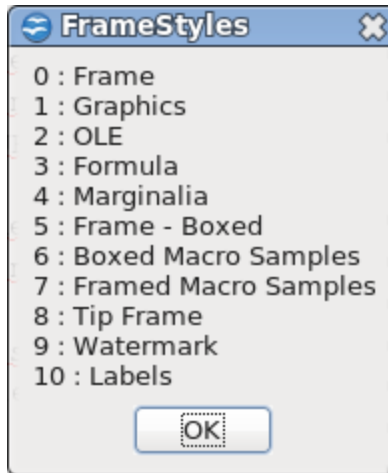 FrameStyles
0 : Frame
1 : Graphics
2 : OLE
3 : Formula
4 : Marginalia
5 : Frame - Boxed
6 : Boxed Macro Samples
7 : Framed Macro Samples
8 : Tip Frame
9 : Watermark
10 : Labels
OK